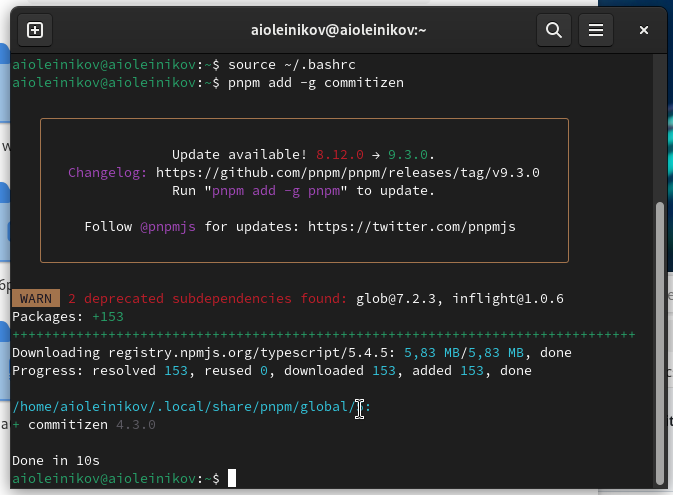 aioleinikov@aioleinikov:~
aioleinikov@aioleinikov:~$ source ~/.bashrc
aioleinikov@aioleinikov:~$ pnpm add -g commitizen
Update available! 8.12.0 → 9.3.0.
Changelog: https://github.com/pnpm/pnpm/releases/tag/v9.3.0
Run "pnpm add -g pnpm" to update.
Follow @pnpmjs for updates: https://twitter.com/pnpmjs
WARN 2 deprecated subdependencies found: glob@7.2.3, inflight@1.0.6
Packages: +153
++++++++++++++++++++++++++++++++++++++++++++++++++++++++++++++++++++++++++++++
Downloading registry.npmjs.org/typescript/5.4.5: 5,83 MB/5,83 MB, done
Progress: resolved 153, reused 0, downloaded 153, added 153, done
/home/aioleinikov/.local/share/pnpm/global/:
+ commitizen 4.3.0
Done in 10s
aioleinikov@aioleinikov:~$